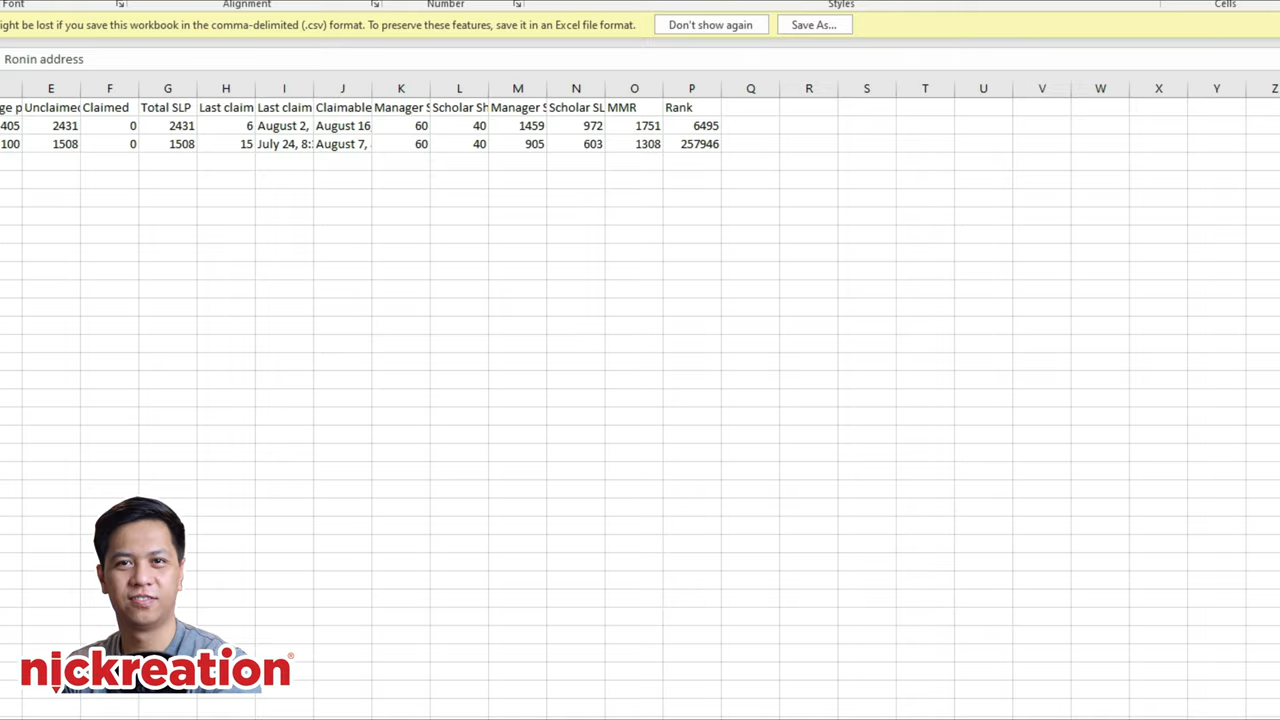 Font Alignment Number Styles Cells
ight be lost if you save this workbook in the comma-delimited (.csv) format. To preserve these features, save it in an Excel file format. Don't show again Save As...
Ronin address
E F G H I J K L M N O P Q R S T U V W X Y Z
ge p Unclaimed Claimed Total SLP Last claim Last claim Claimable Manager S Scholar Sh Manager S Scholar SL MMR Rank
405 2431 0 2431 6 August 2, August 16 60 40 1459 972 1751 6495
100 1508 0 1508 15 July 24, 8: August 7, 60 40 905 603 1308 257946
nickreation®